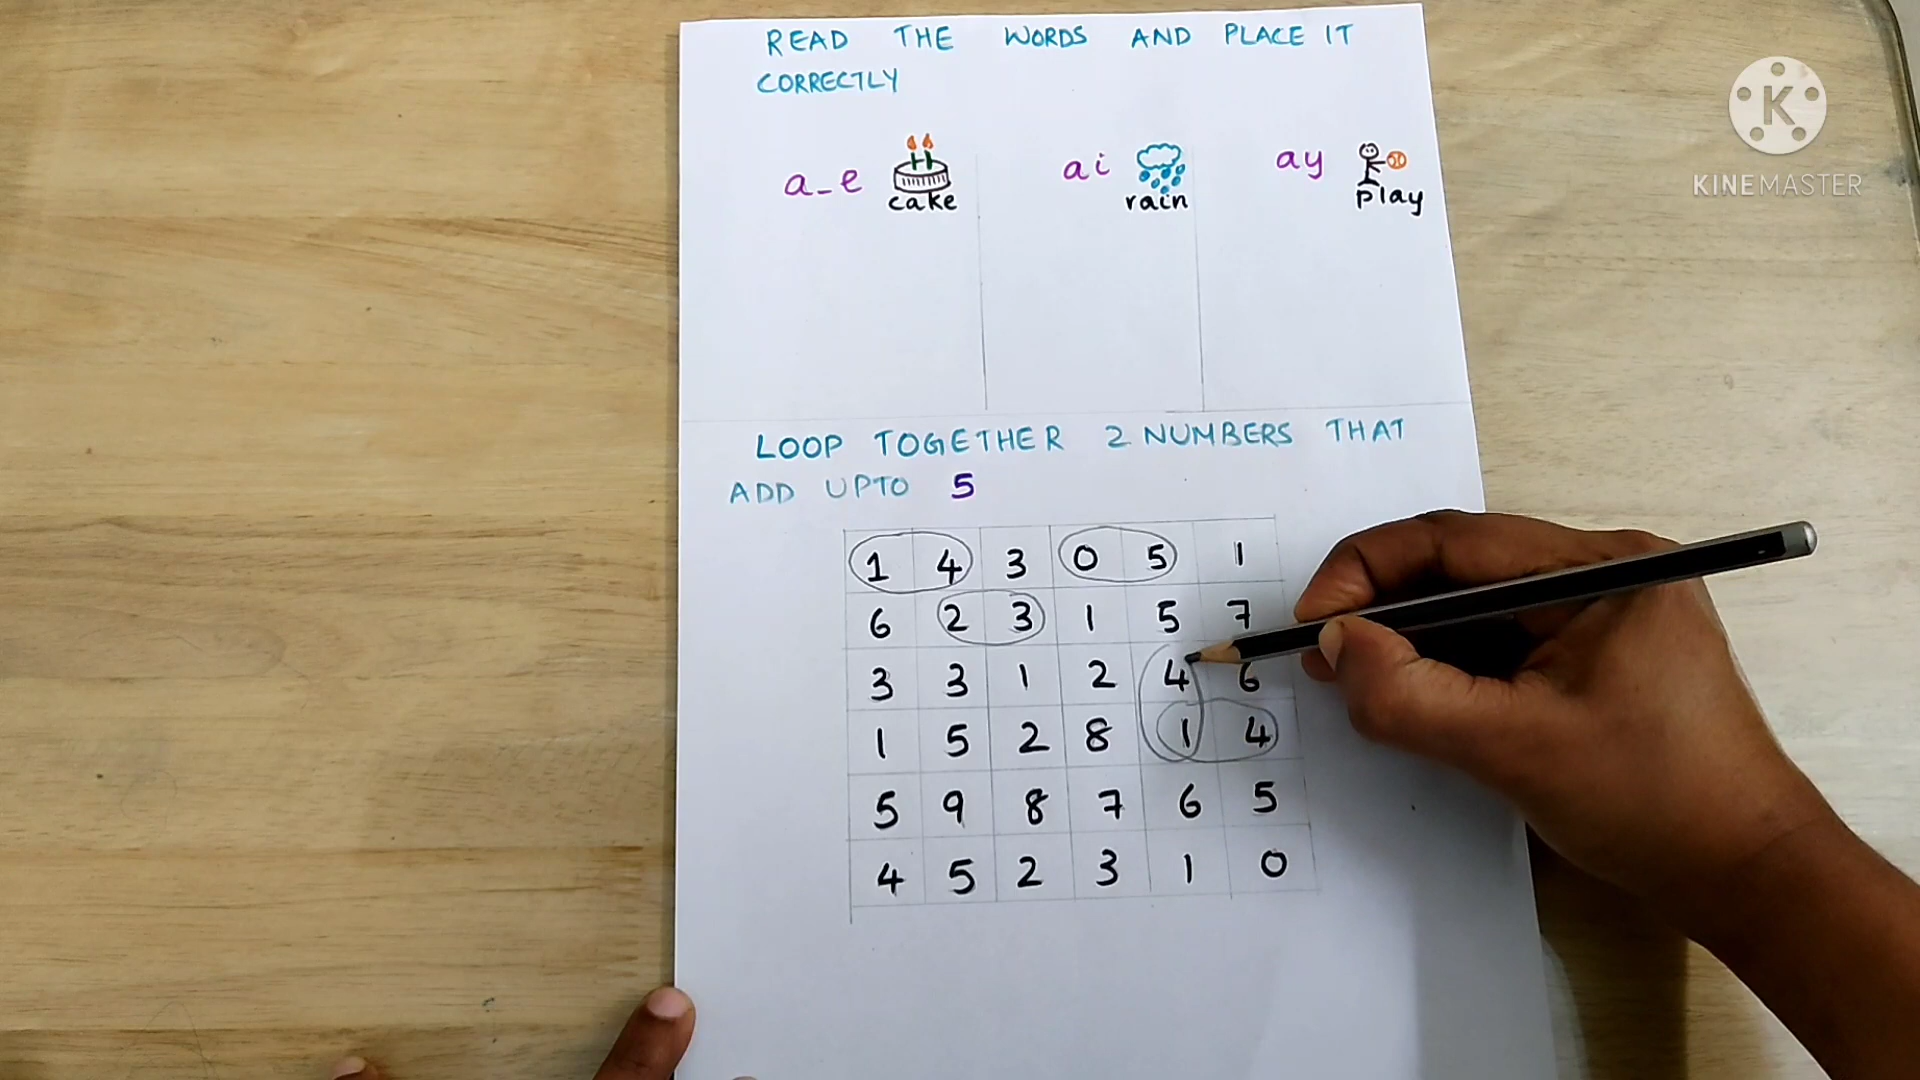 READ THE WORDS AND PLACE IT
CORRECTLY
a_e cake
ai rain
ay play
LOOP TOGETHER 2 NUMBERS THAT
ADD UPTO 5
1 4 3 0 5 1
6 2 3 1 5 7
3 3 1 2 4 6
1 5 2 8 1 4
5 9 8 7 6 5
4 5 2 3 1 0
K
KINEMASTER